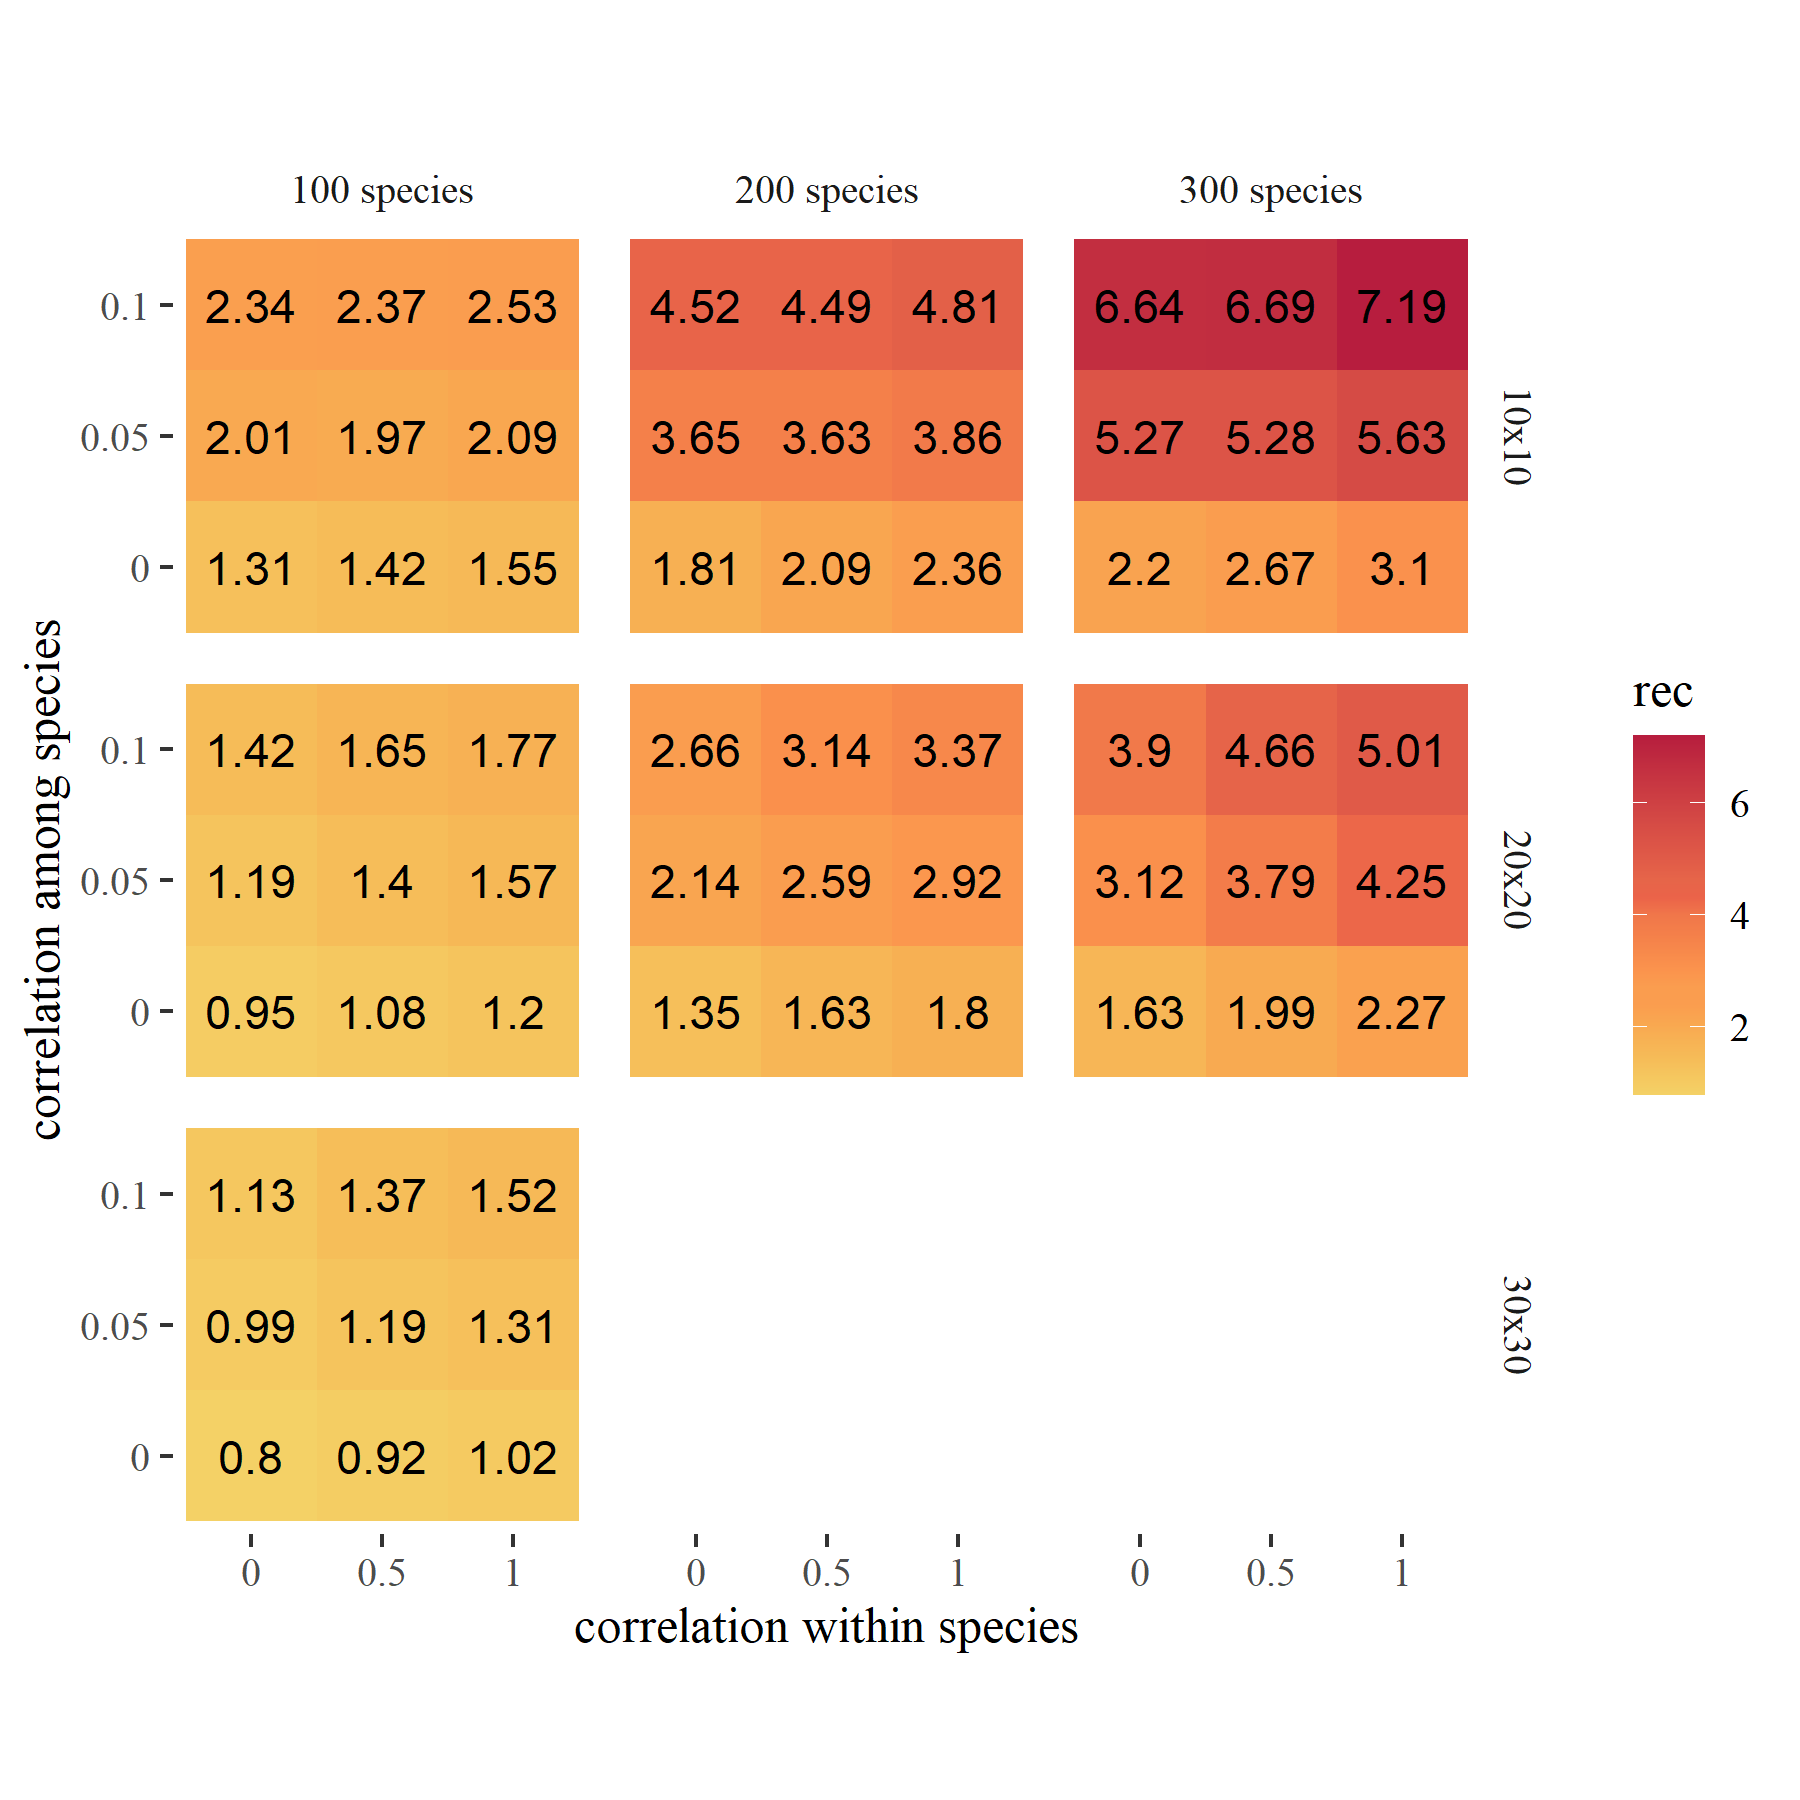 100 species 200 species 300 species
0.1 2.34 2.37 2.53 4.52 4.49 4.81 6.64 6.69 7.19
0.05 2.01 1.97 2.09 3.65 3.63 3.86 5.27 5.28 5.63
0 1.31 1.42 1.55 1.81 2.09 2.36 2.2 2.67 3.1
10x10
0.1 1.42 1.65 1.77 2.66 3.14 3.37 3.9 4.66 5.01
0.05 1.19 1.4 1.57 2.14 2.59 2.92 3.12 3.79 4.25
0 0.95 1.08 1.2 1.35 1.63 1.8 1.63 1.99 2.27
20x20
0.1 1.13 1.37 1.52
0.05 0.99 1.19 1.31
0 0.8 0.92 1.02
30x30
0 0.5 1 0 0.5 1 0 0.5 1
correlation within species
correlation among species
rec
6
4
2